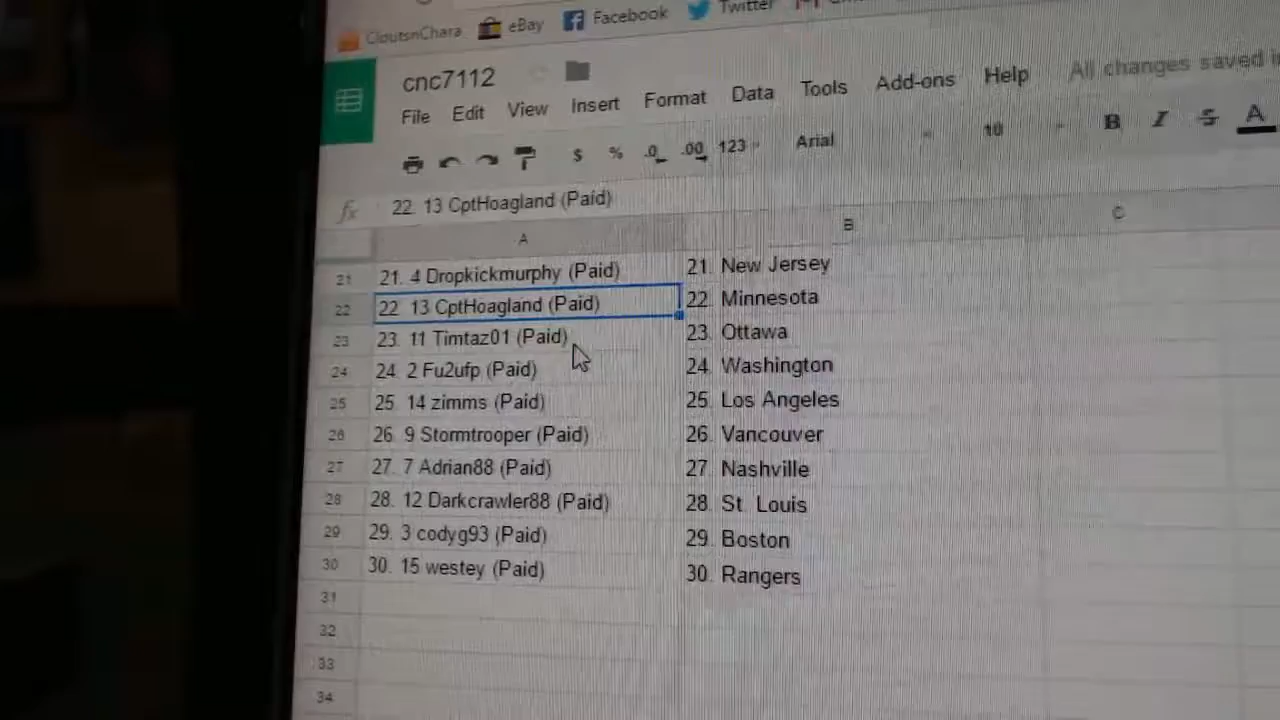 CloutsnChara eBay Facebook Twitter
cnc7112
File Edit View Insert Format Data Tools Add-ons Help All changes saved i
$ % .0 .00 123 Arial 10 B I S A
fx 22. 13 CptHoagland (Paid)
A B C
21 21. 4 Dropkickmurphy (Paid) 21. New Jersey
22 22. 13 CptHoagland (Paid) 22. Minnesota
23 23. 11 Timtaz01 (Paid) 23. Ottawa
24 24. 2 Fu2ufp (Paid) 24. Washington
25 25. 14 zimms (Paid) 25. Los Angeles
26 26. 9 Stormtrooper (Paid) 26. Vancouver
27 27. 7 Adrian88 (Paid) 27. Nashville
28 28. 12 Darkcrawler88 (Paid) 28. St. Louis
29 29. 3 codyg93 (Paid) 29. Boston
30 30. 15 westey (Paid) 30. Rangers
31
32
33
34